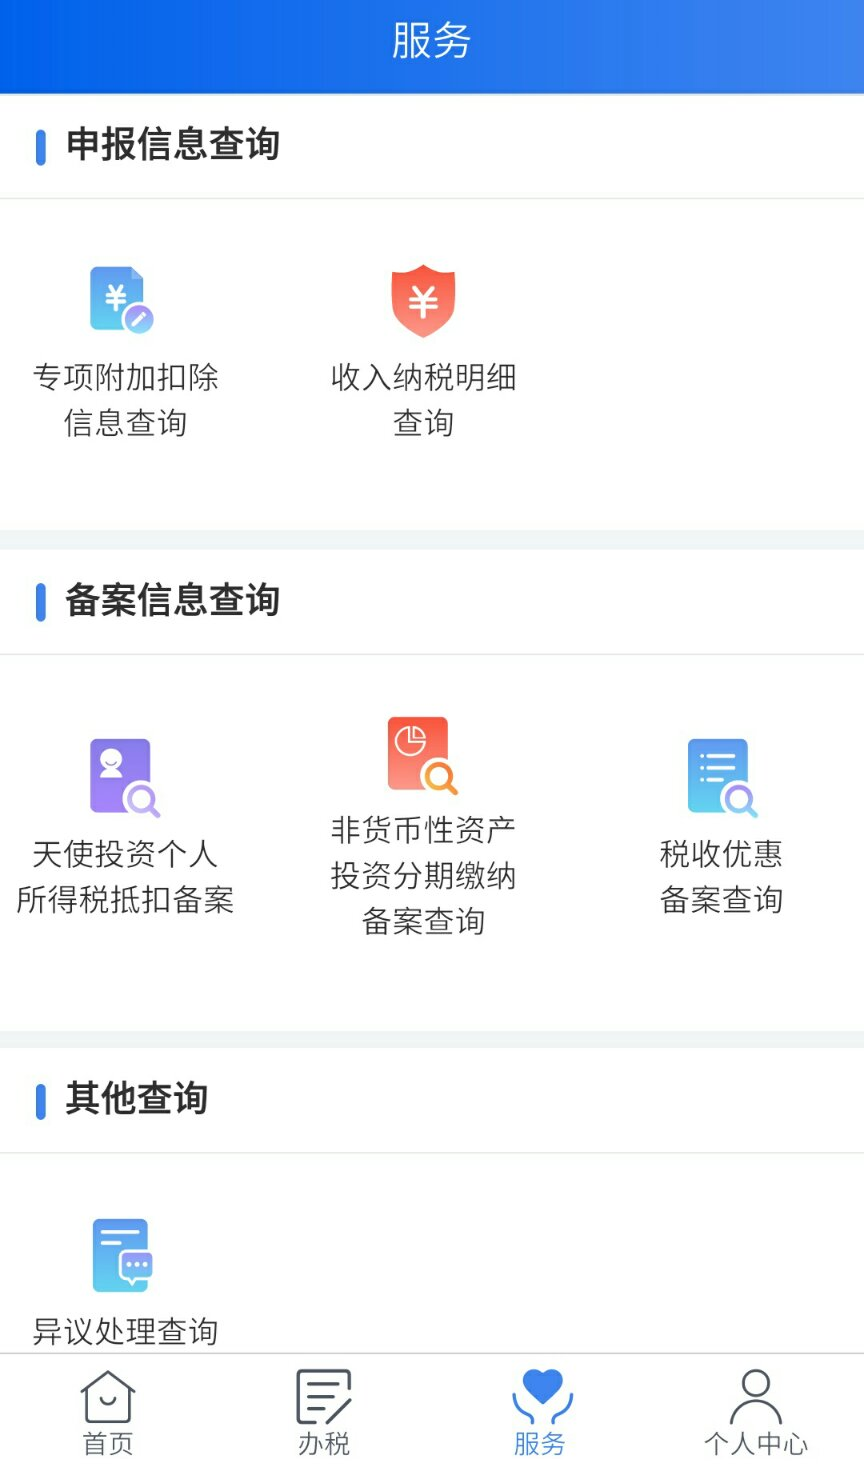 服务
申报信息查询
专项附加扣除
信息查询
收入纳税明细
查询
备案信息查询
天使投资个人
所得税抵扣备案
非货币性资产
投资分期缴纳
备案查询
税收优惠
备案查询
其他查询
异议处理查询
首页
办税
服务
个人中心